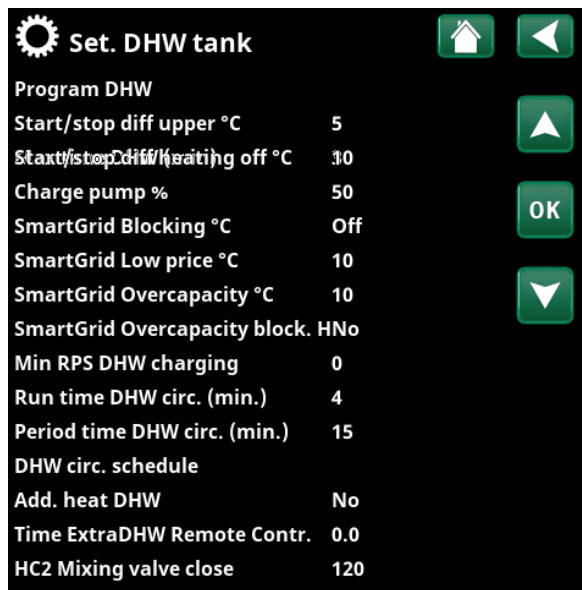 Set. DHW tank
Program DHW
Start/stop diff upper °C 5
heating off °C
Charge pump % 50
SmartGrid Blocking °C Off
SmartGrid Low price °C 10
SmartGrid Overcapacity °C 10
SmartGrid Overcapacity block. HNo
Min RPS DHW charging 0
Run time DHW circ. (min.) 4
Period time DHW circ. (min.) 15
DHW circ. schedule
Add. heat DHW No
Time ExtraDHW Remote Contr. 0.0
HC2 Mixing valve close 120
OK